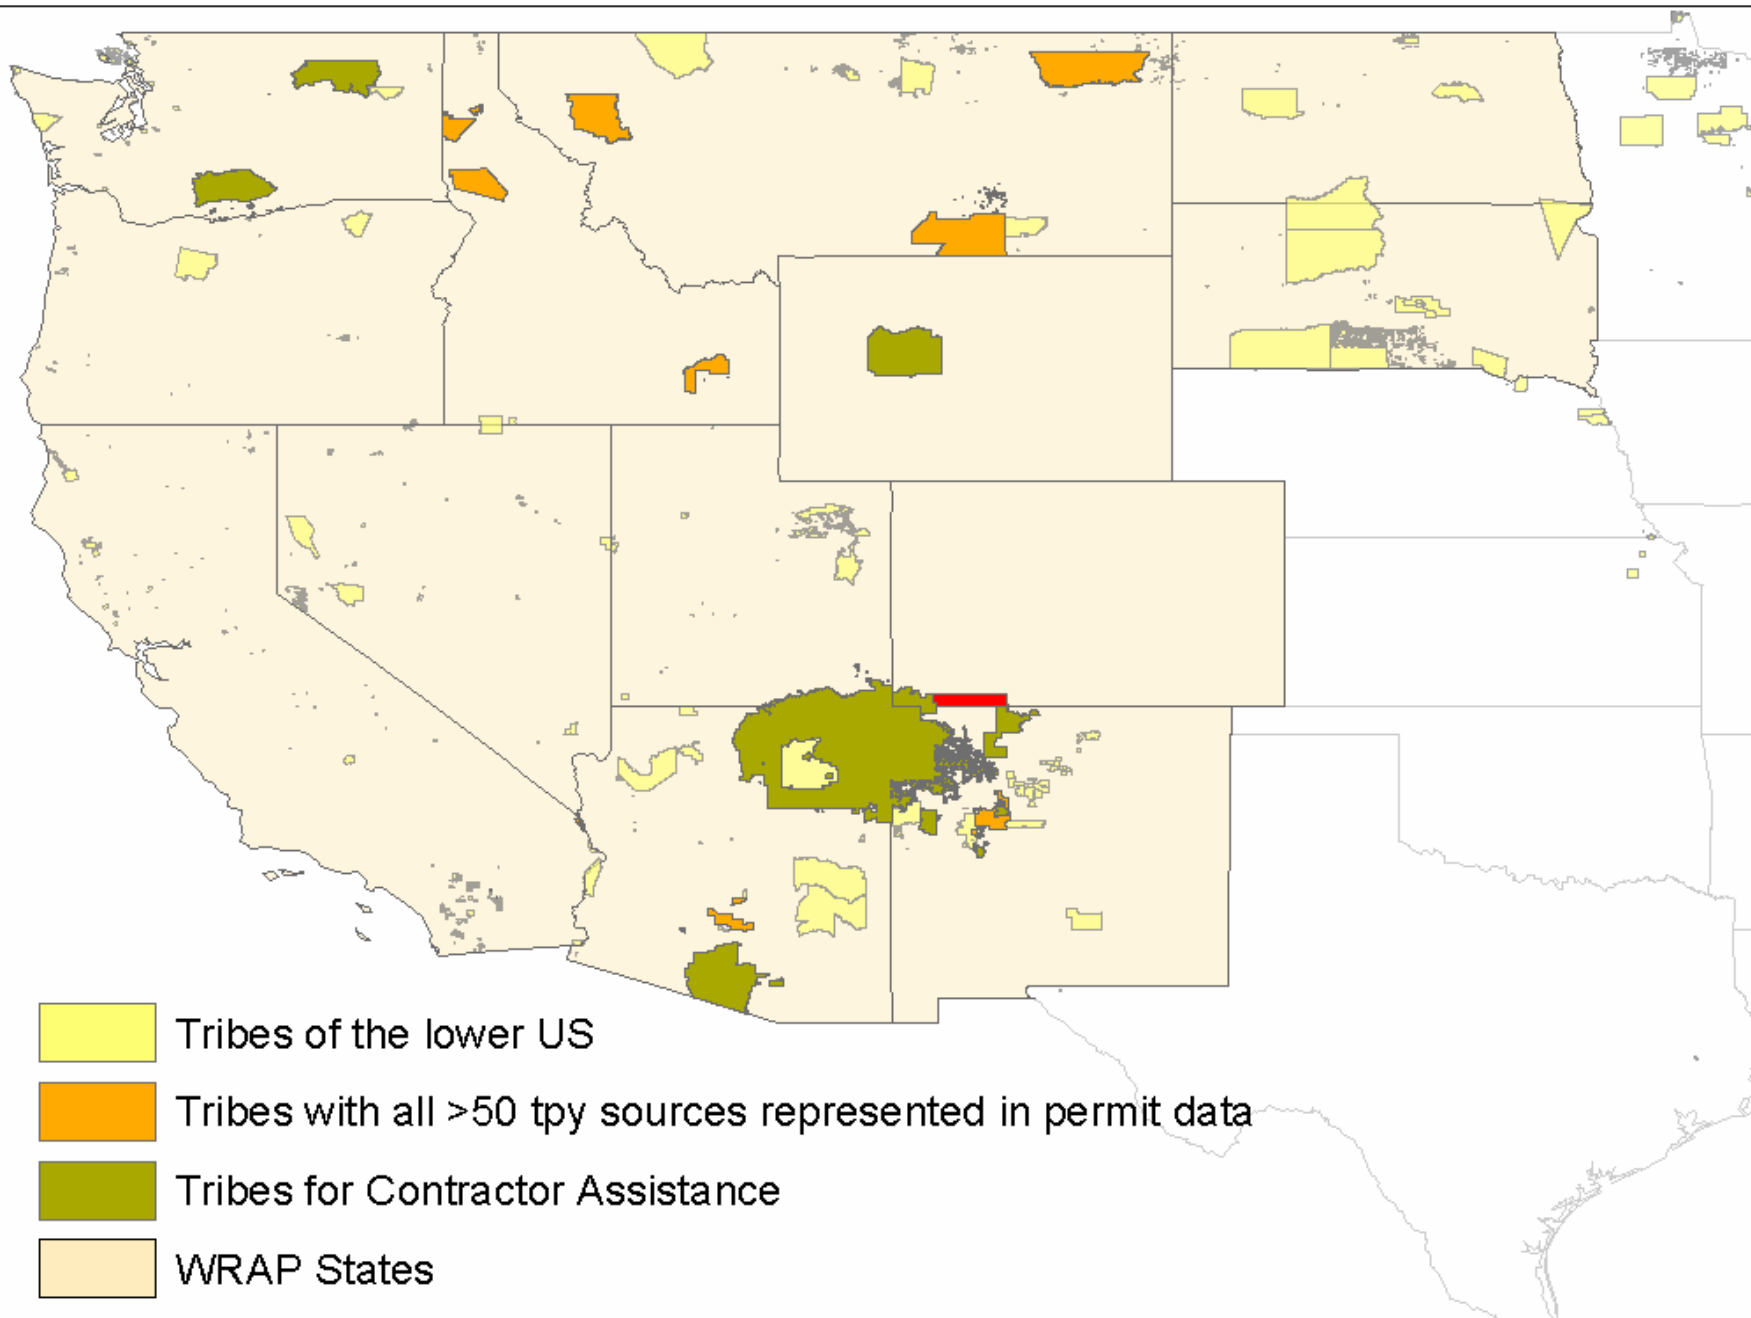 Tribes of the lower US
Tribes with all >50 tpy sources represented in permit data
Tribes for Contractor Assistance
WRAP States